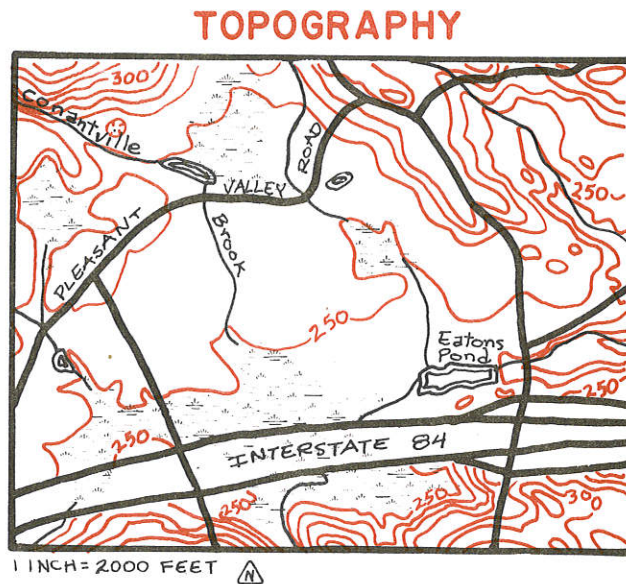 TOPOGRAPHY
300
Conantville
ROAD
VALLEY
250
PLEASANT
Brook
250
Eatons
Pond
250
250
INTERSTATE 84
250
250
300
1 INCH = 2000 FEET N